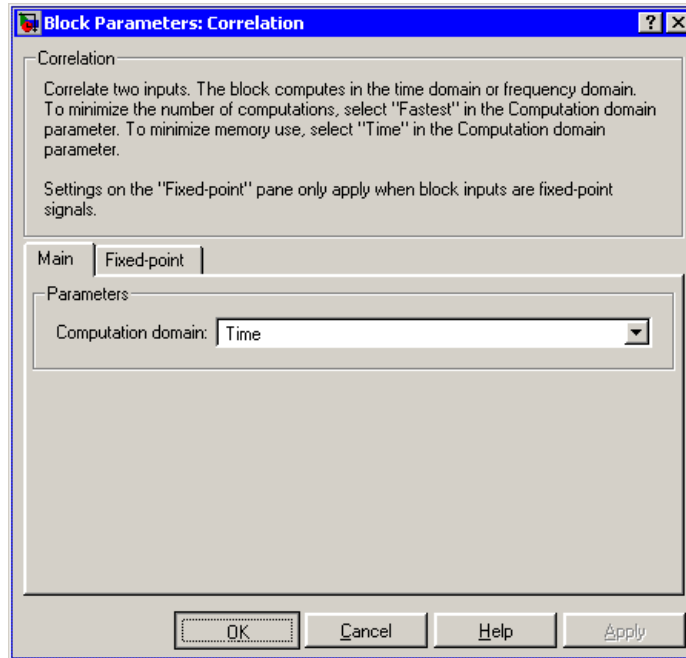 Block Parameters: Correlation
Correlation
Correlate two inputs. The block computes in the time domain or frequency domain.
To minimize the number of computations, select "Fastest" in the Computation domain
parameter. To minimize memory use, select "Time" in the Computation domain
parameter.
Settings on the "Fixed-point" pane only apply when block inputs are fixed-point
signals.
Main Fixed-point
Parameters
Computation domain: Time
OK Cancel Help Apply